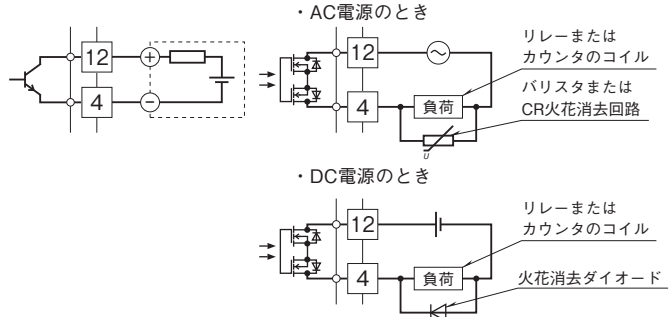 ・AC電源のとき
12
4
+
−
12
4
負荷
U
リレーまたは
カウンタのコイル
バリスタまたは
CR火花消去回路
・DC電源のとき
12
4
負荷
リレーまたは
カウンタのコイル
火花消去ダイオード